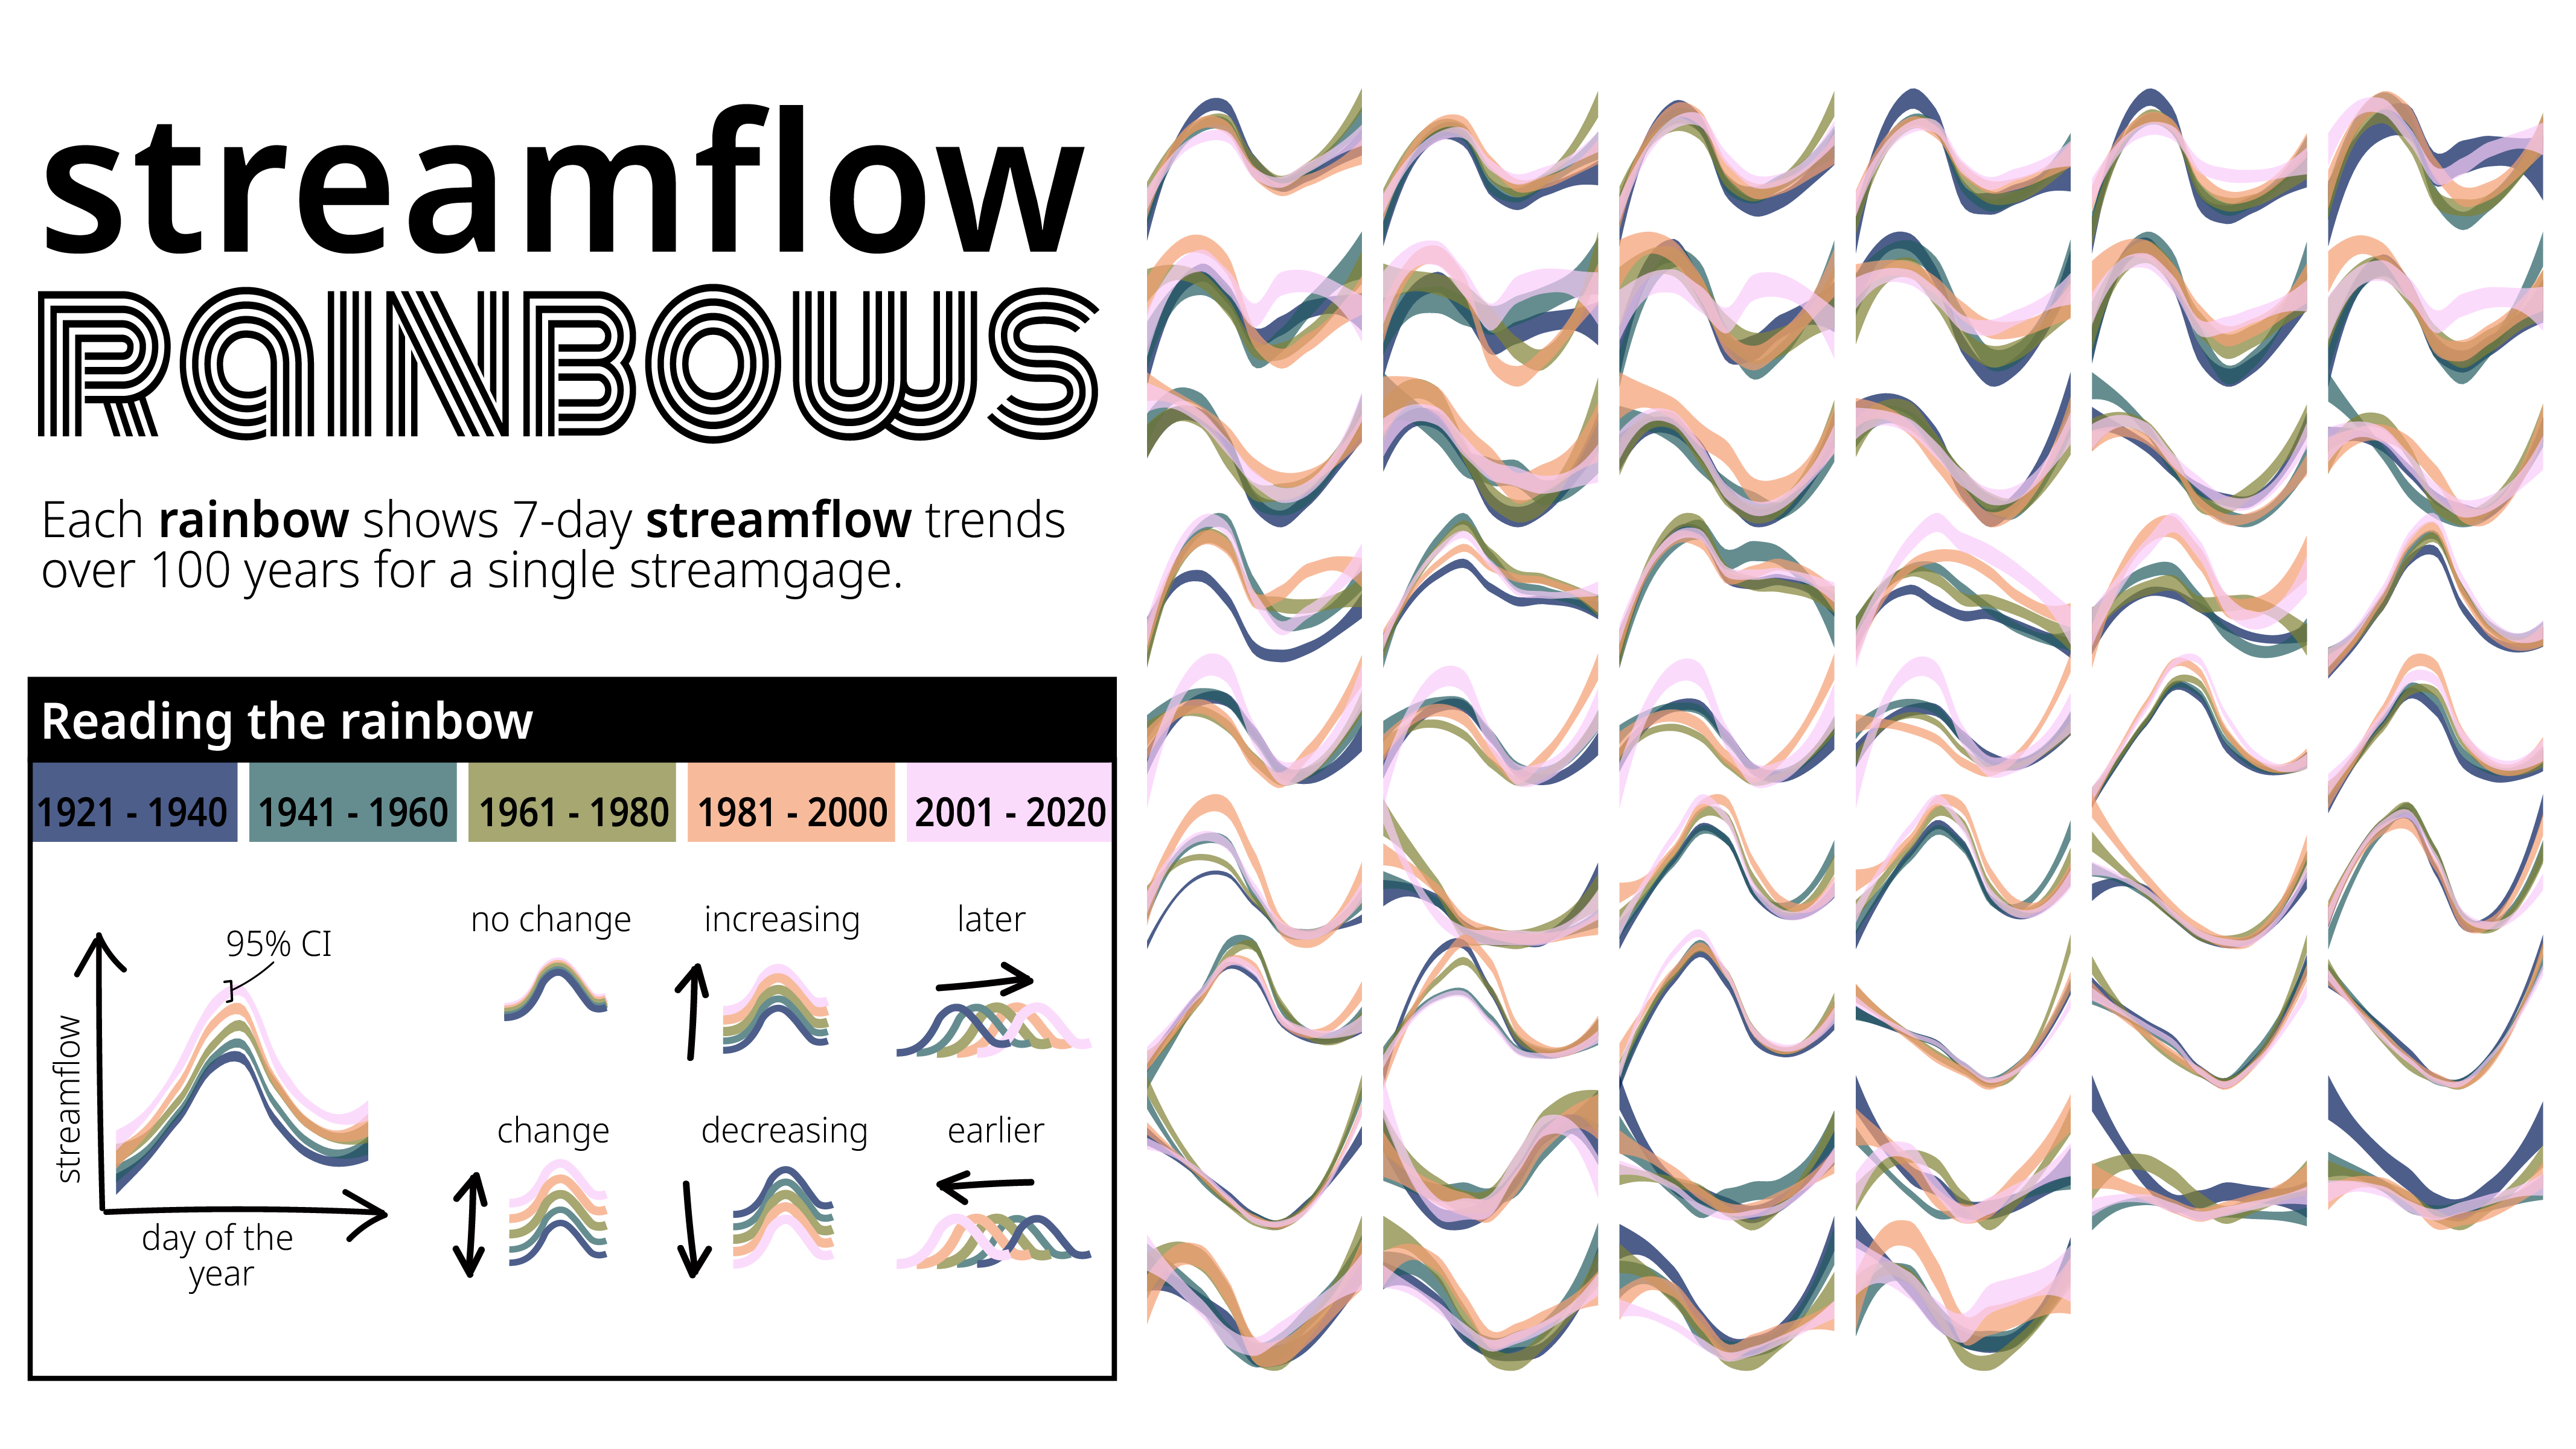 streamflow
RAINBOWS
Each rainbow shows 7-day streamflow trends
over 100 years for a single streamgage.
Reading the rainbow
1921 - 1940
1941 - 1960
1961 - 1980
1981 - 2000
2001 - 2020
95% CI
streamflow
day of the
year
no change
increasing
later
change
decreasing
earlier